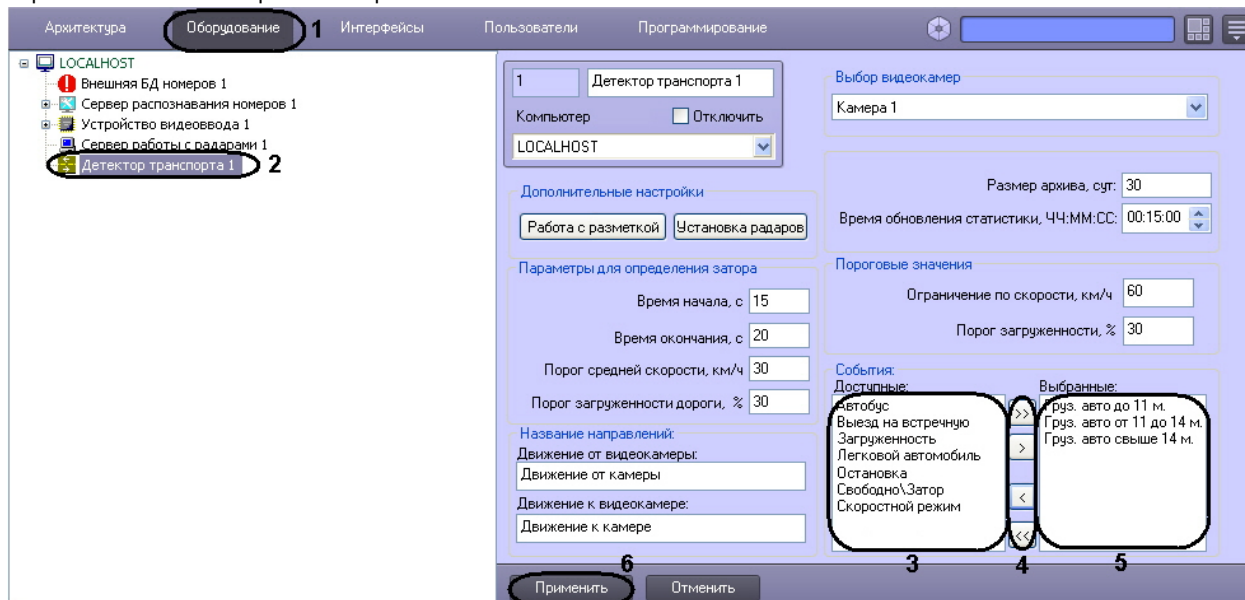 Архитектура Оборудование 1 Интерфейсы Пользователи Программирование
LOCALHOST
Внешняя БД номеров 1
Сервер распознавания номеров 1
Устройство видеоввода 1
Сервер работы с радарами 1
Детектор транспорта 1 2
1 Детектор транспорта 1
Компьютер Отключить
LOCALHOST
Дополнительные настройки
Работа с разметкой Установка радаров
Параметры для определения затора
Время начала, с 15
Время окончания, с 20
Порог средней скорости, км/ч 30
Порог загруженности дороги, % 30
Название направлений:
Движение от видеокамеры:
Движение от камеры
Движение к видеокамере:
Движение к камере
Выбор видеокамер
Камера 1
Размер архива, сут: 30
Время обновления статистики, ЧЧ:ММ:СС: 00:15:00
Пороговые значения
Ограничение по скорости, км/ч 60
Порог загруженности, % 30
События:
Доступные:
Автобус
Выезд на встречную
Загруженность
Легковой автомобиль
Остановка
Свободно\Затор
Скоростной режим
>>
>
<
<<
Выбранные:
Груз. авто до 11 м.
Груз. авто от 11 до 14 м.
Груз. авто свыше 14 м.
3 4 5
6
Применить Отменить